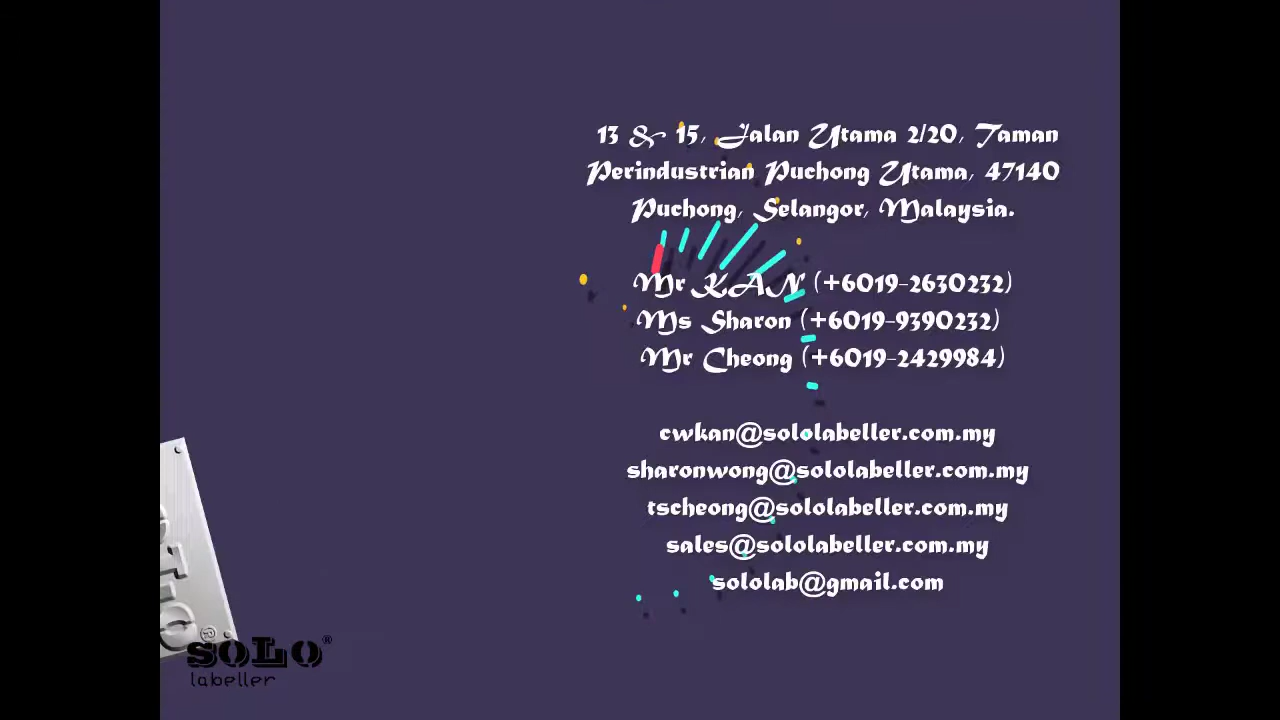 13 & 15, Jalan Utama 2/20, Taman
Perindustrian Puchong Utama, 47140
Puchong, Selangor, Malaysia.
Mr KAN (+6019-2630232)
Ms Sharon (+6019-9390232)
Mr Cheong (+6019-2429984)
cwkan@sololabeller.com.my
sharonwong@sololabeller.com.my
tscheong@sololabeller.com.my
sales@sololabeller.com.my
sololab@gmail.com
SOLO®
labeller